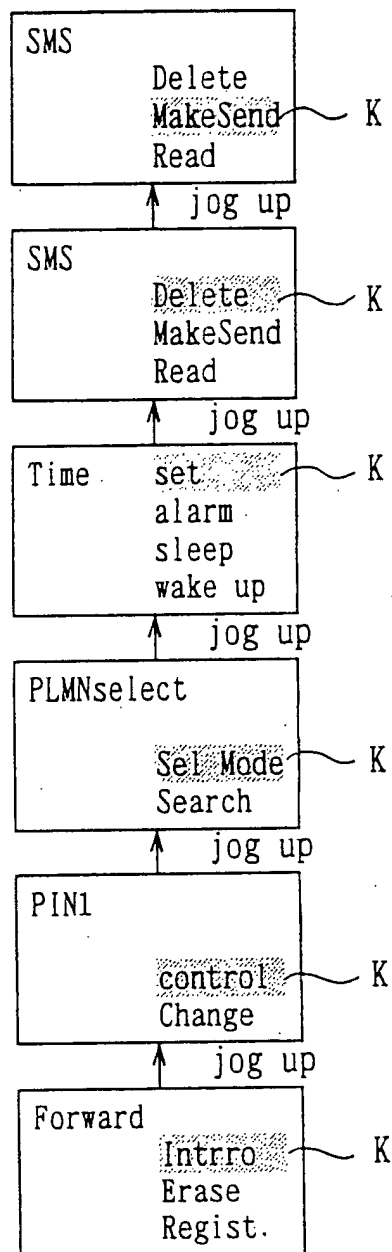 SMS
Delete
MakeSend K
Read
jog up
SMS
Delete K
MakeSend
Read
jog up
Time set K
alarm
sleep
wake up
jog up
PLMNselect
Sel Mode K
Search
jog up
PIN1
control K
Change
jog up
Forward
Intrro K
Erase
Regist.